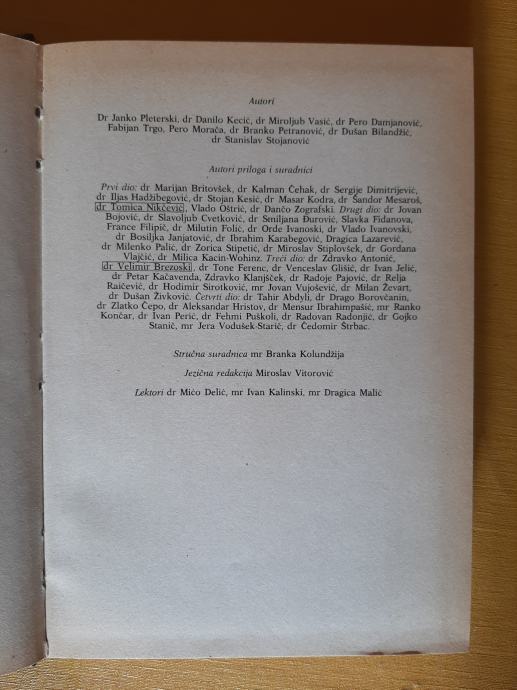 Autori
Dr Janko Pleterski, dr Danilo Kecić, dr Miroljub Vasić, dr Pero Damjanović,
Fabijan Trgo, Pero Morača, dr Branko Petranović, dr Dušan Bilandžić,
dr Stanislav Stojanović
Autori priloga i suradnici
Prvi dio: dr Marijan Britovšek, dr Kalman Čehak, dr Sergije Dimitrijević,
dr Iljas Hadžibegović, dr Stojan Kesić, dr Masar Kodra, dr Šandor Mesaroš,
dr Tomica Nikčević, Vlado Oštrić, dr Dančo Zografski. Drugi dio: dr Jovan
Bojović, dr Slavoljub Cvetković, dr Smiljana Đurović, Slavka Fidanova,
France Filipič, dr Milutin Folić, dr Orde Ivanoski, dr Vlado Ivanovski,
dr Bosiljka Janjatović, dr Ibrahim Karabegović, Dragica Lazarević,
dr Milenko Palić, dr Zorica Stipetić, dr Miroslav Stiplovšek, dr Gordana
Vlajčić, dr Milica Kacin-Wohinz. Treći dio: dr Zdravko Antonić,
dr Velimir Brezoski, dr Tone Ferenc, dr Venceslav Glišić, dr Ivan Jelić,
dr Petar Kačavenda, Zdravko Klanjšček, dr Radoje Pajović, dr Relja
Raičević, dr Hodimir Sirotković, mr Jovan Vujošević, dr Milan Ževart,
dr Dušan Živković. Četvrti dio: dr Tahir Abdyli, dr Drago Borovčanin,
dr Zlatko Čepo, dr Aleksandar Hristov, dr Mensur Ibrahimpašić, mr Ranko
Končar, dr Ivan Perić, dr Fehmi Puškoli, dr Radovan Radonjić, dr Gojko
Stanič, mr Jera Vodušek-Starič, dr Čedomir Štrbac.
Stručna suradnica mr Branka Kolundžija
Jezična redakcija Miroslav Vitorović
Lektori dr Mićo Delić, mr Ivan Kalinski, mr Dragica Malić